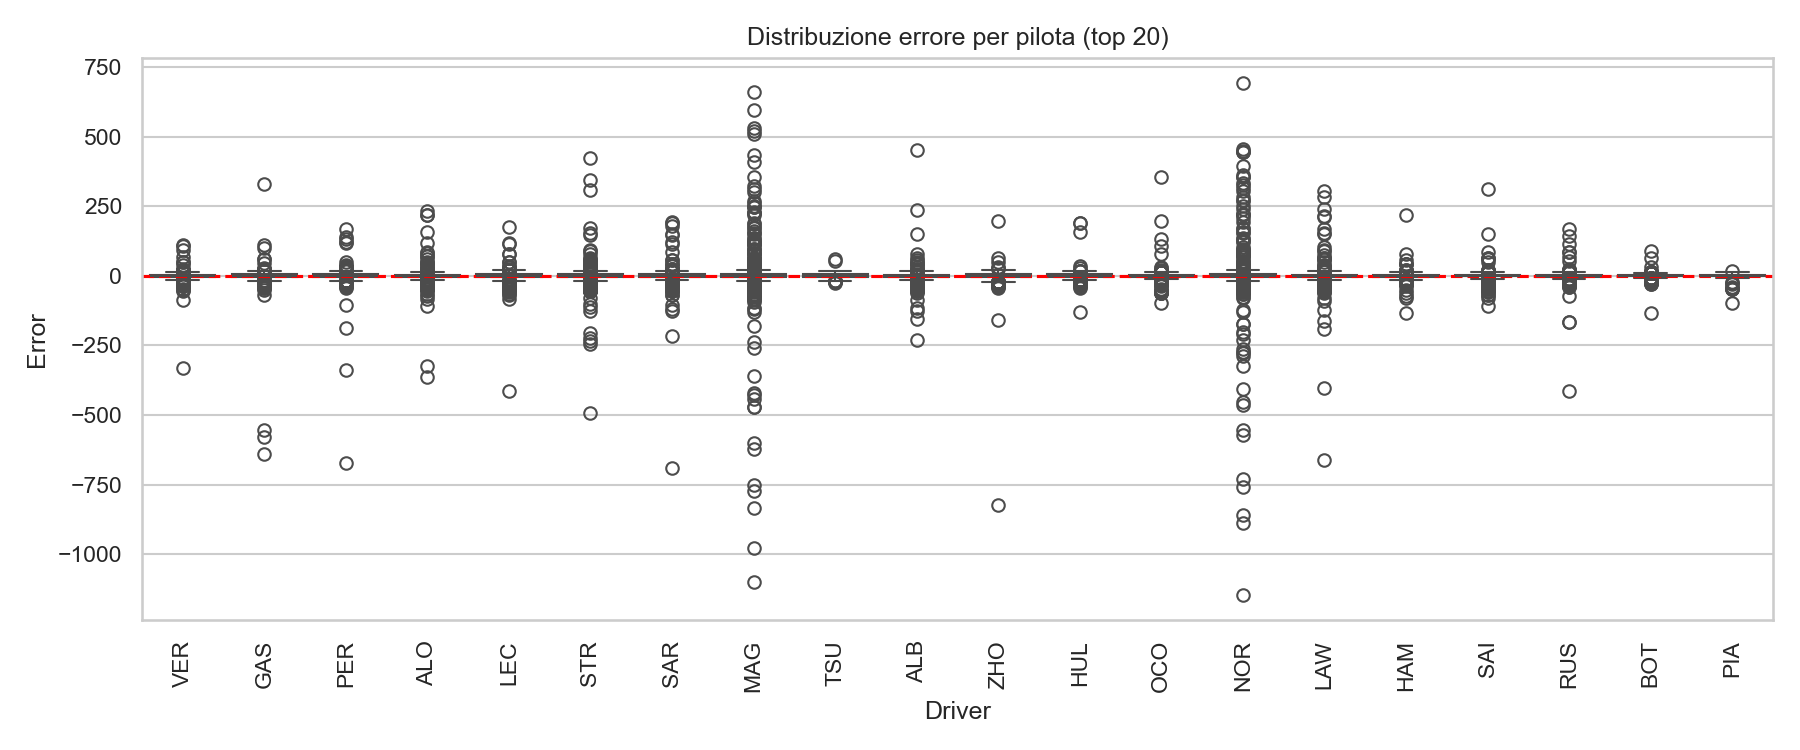 Distribuzione errore per pilota (top 20)
Error
750
500
250
0
−250
−500
−750
−1000
VER
GAS
PER
ALO
LEC
STR
SAR
MAG
TSU
ALB
ZHO
HUL
OCO
NOR
LAW
HAM
SAI
RUS
BOT
PIA
Driver